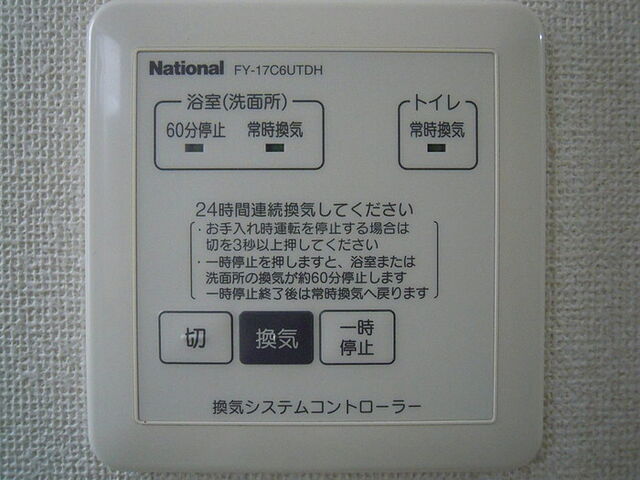 National FY-17C6UTDH
浴室(洗面所) トイレ
60分停止 常時換気 常時換気
24時間連続換気してください
・お手入れ時運転を停止する場合は
切を3秒以上押してください
・一時停止を押しますと、浴室または
洗面所の換気が約60分停止します
一時停止終了後は常時換気へ戻ります
切 換気 一時
停止
換気システムコントローラー